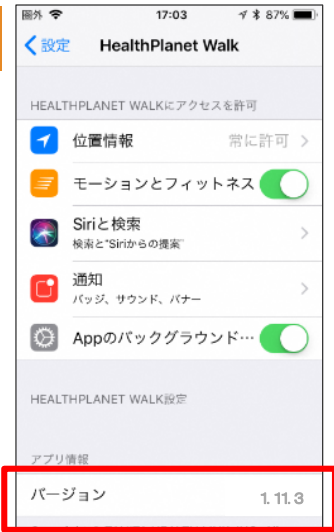 圏外 17:03 87%
設定 HealthPlanet Walk
HEALTHPLANET WALKにアクセスを許可
位置情報 常に許可
モーションとフィットネス
Siriと検索
検索と"Siriからの提案"
通知
バッジ、サウンド、バナー
Appのバックグラウンド…
HEALTHPLANET WALK設定
アプリ情報
バージョン 1.11.3